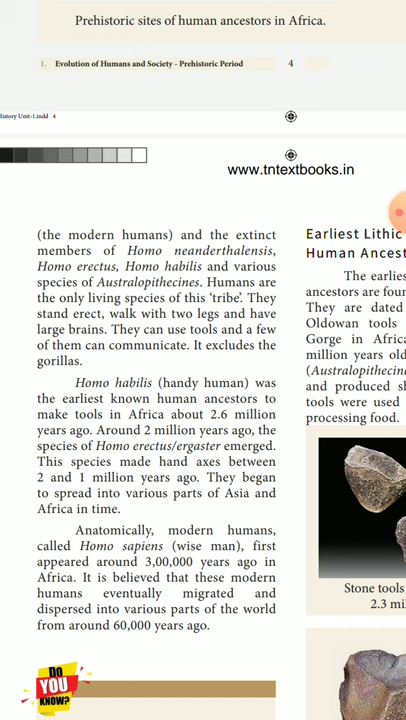 Prehistoric sites of human ancestors in Africa.
1. Evolution of Humans and Society - Prehistoric Period 4
History Unit-1.indd 4
www.tntextbooks.in
(the modern humans) and the extinct
members of Homo neanderthalensis,
Homo erectus, Homo habilis and various
species of Australopithecines. Humans are
the only living species of this 'tribe'. They
stand erect, walk with two legs and have
large brains. They can use tools and a few
of them can communicate. It excludes the
gorillas.
Homo habilis (handy human) was
the earliest known human ancestors to
make tools in Africa about 2.6 million
years ago. Around 2 million years ago, the
species of Homo erectus/ergaster emerged.
This species made hand axes between
2 and 1 million years ago. They began
to spread into various parts of Asia and
Africa in time.
Anatomically, modern humans,
called Homo sapiens (wise man), first
appeared around 3,00,000 years ago in
Africa. It is believed that these modern
humans eventually migrated and
dispersed into various parts of the world
from around 60,000 years ago.
DO
YOU
KNOW?
Earliest Lithic
Human Ancest
The earlies
ancestors are foun
They are dated
Oldowan tools
Gorge in Africa
million years old
(Australopithecine
and produced sh
tools were used
processing food.
Stone tools
2.3 mi